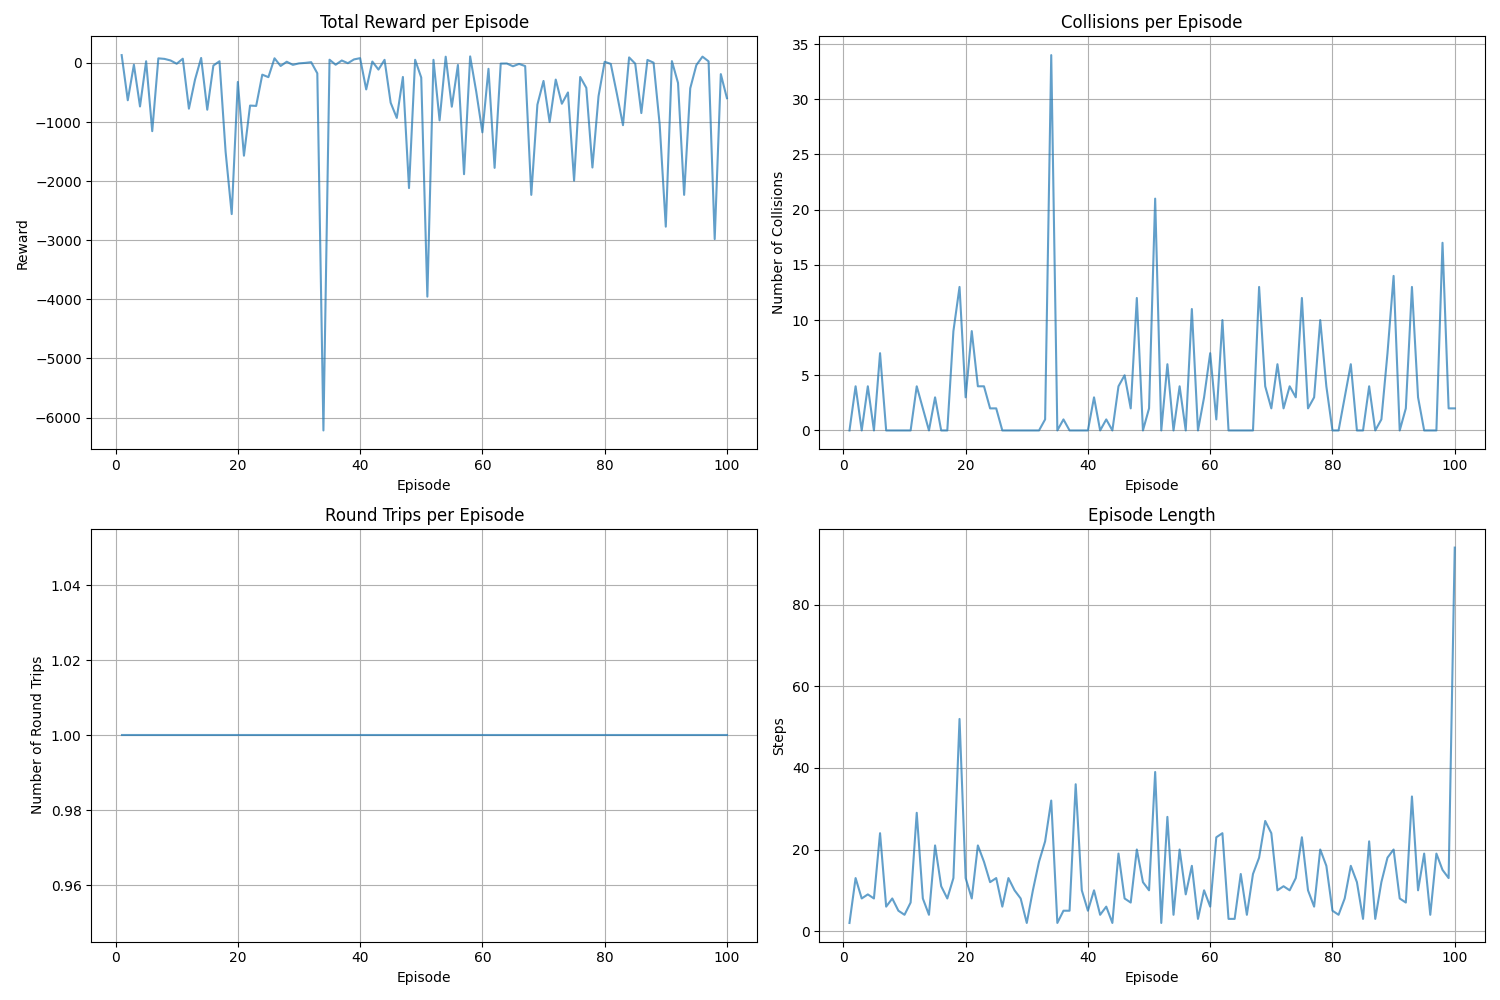 Total Reward per Episode
Reward
0
−1000
−2000
−3000
−4000
−5000
−6000
0 20 40 60 80 100
Episode
Collisions per Episode
Number of Collisions
35
30
25
20
15
10
5
0
0 20 40 60 80 100
Episode
Round Trips per Episode
Number of Round Trips
1.04
1.02
1.00
0.98
0.96
0 20 40 60 80 100
Episode
Episode Length
Steps
80
60
40
20
0
0 20 40 60 80 100
Episode